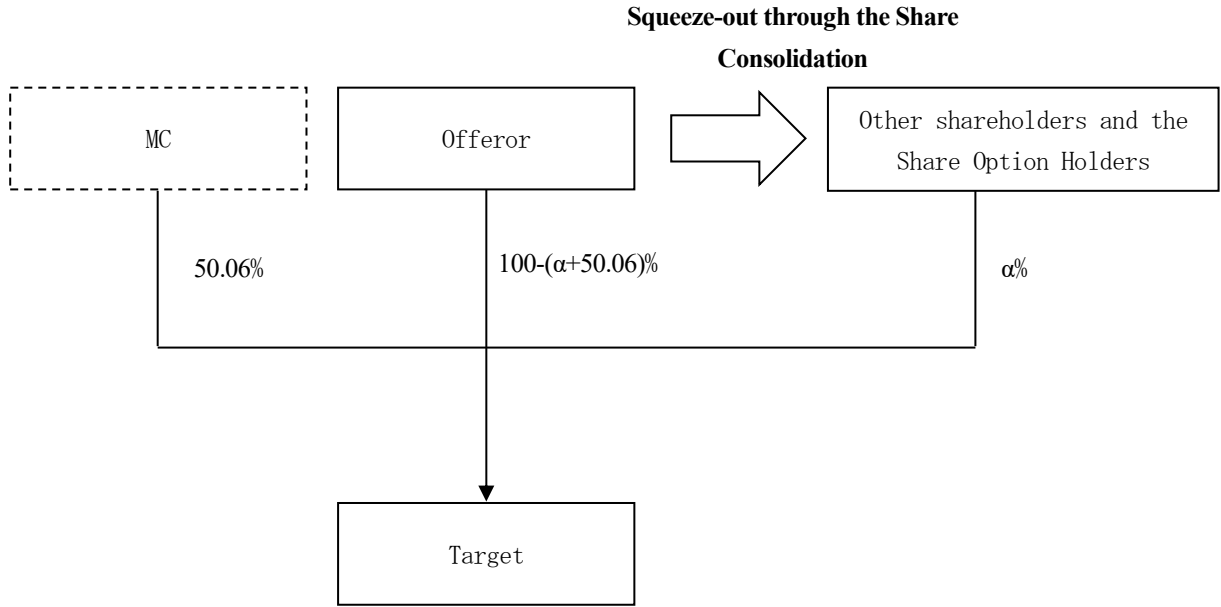 Squeeze-out through the Share
Consolidation
MC
Offeror
Other shareholders and the
Share Option Holders
50.06%
100-(α+50.06)%
α%
Target